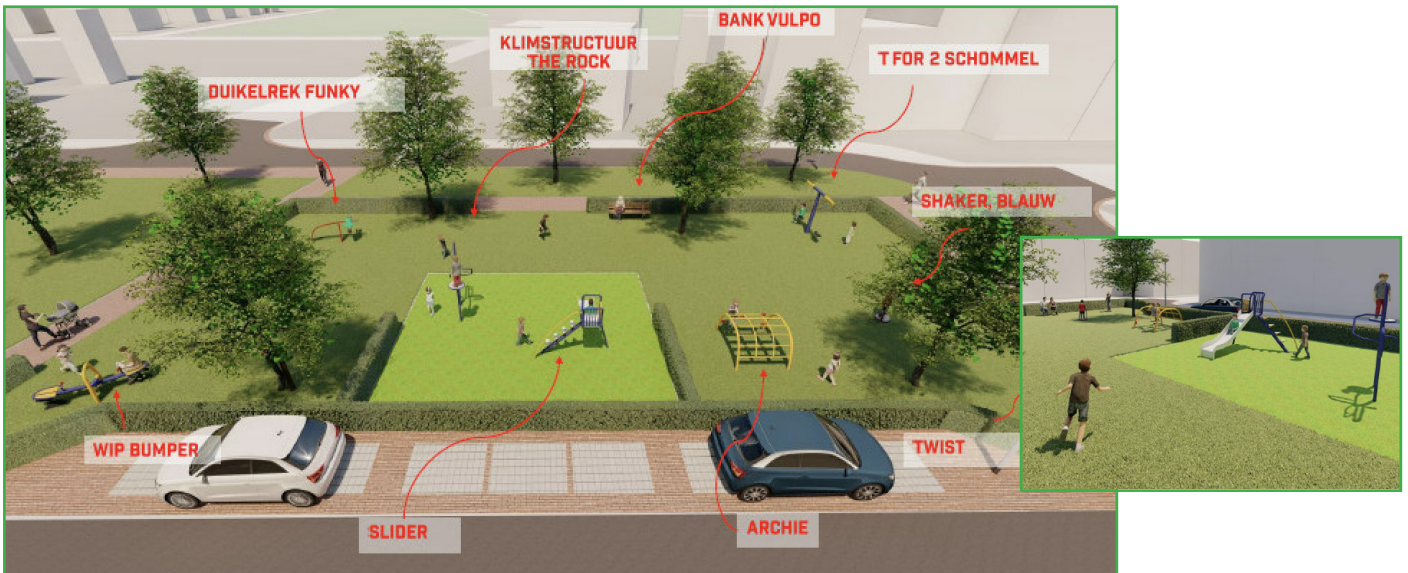 BANK VULPO
KLIMSTRUCTUUR
THE ROCK
T FOR 2 SCHOMMEL
DUIKELREK FUNKY
SHAKER, BLAUW
WIP BUMPER
TWIST
SLIDER
ARCHIE